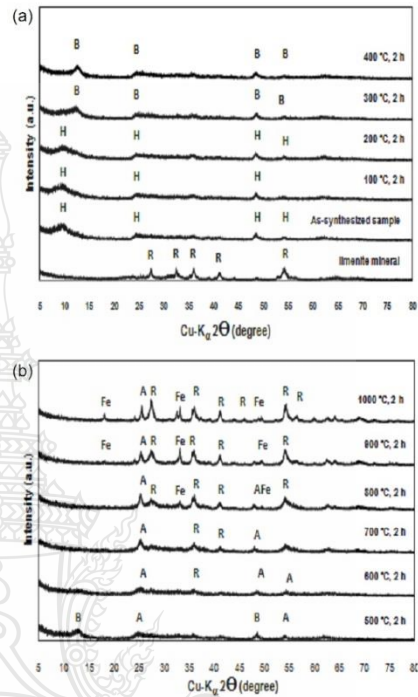 (a)
Intensity (a.u.)
B B B B 400 °C, 2 h
B B B B 300 °C, 2 h
H H H H 200 °C, 2 h
H H H H 100 °C, 2 h
H H H H As-synthesized sample
R R R R R Ilmenite mineral
5 10 15 20 25 30 35 40 45 50 55 60 65 70 75 80
Cu-Kα 2Θ (degree)
(b)
Intensity (a.u.)
Fe A R Fe R R R Fe R R 1000 °C, 2 h
Fe A R Fe R R Fe R 900 °C, 2 h
A R Fe R R AFe R 800 °C, 2 h
A R R A 700 °C, 2 h
A R A A 600 °C, 2 h
B A B A 500 °C, 2 h
5 10 15 20 25 30 35 40 45 50 55 60 65 70 75 80
Cu-Kα 2Θ (degree)